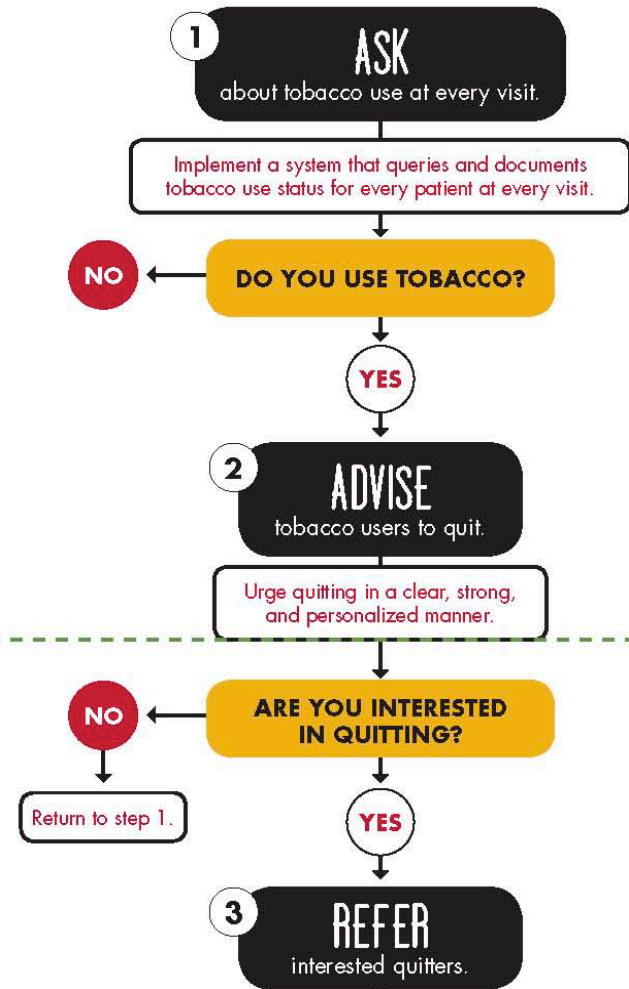 1
ASK
about tobacco use at every visit.
Implement a system that queries and documents
tobacco use status for every patient at every visit.
NO
DO YOU USE TOBACCO?
YES
2
ADVISE
tobacco users to quit.
Urge quitting in a clear, strong,
and personalized manner.
NO
ARE YOU INTERESTED
IN QUITTING?
Return to step 1.
YES
3
REFER
interested quitters.